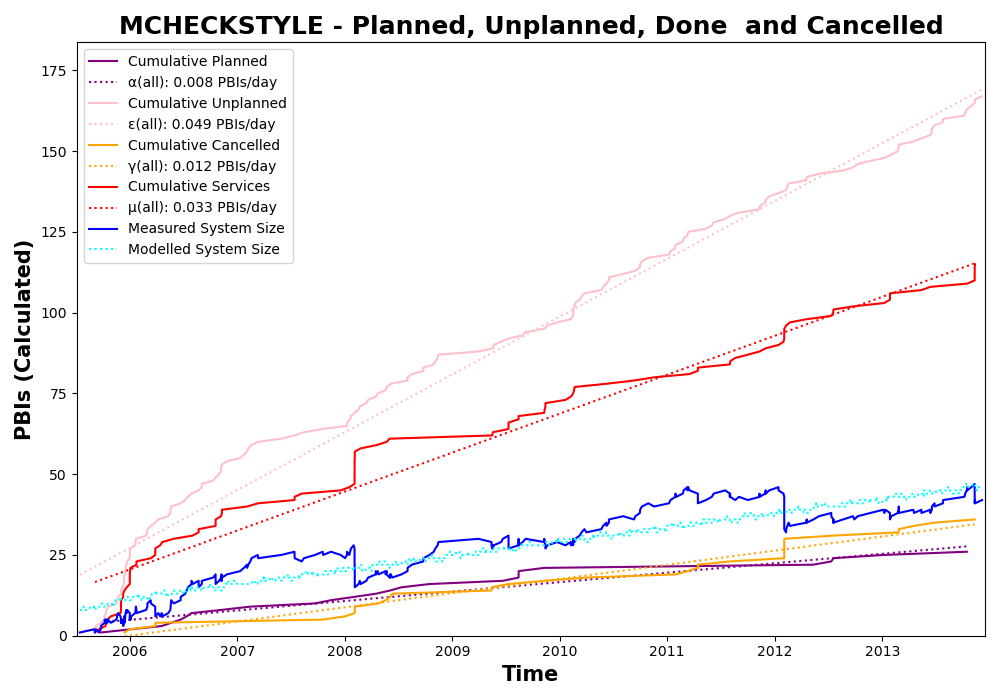 MCHECKSTYLE - Planned, Unplanned, Done  and Cancelled
Cumulative Planned
α(all): 0.008 PBIs/day
Cumulative Unplanned
ε(all): 0.049 PBIs/day
Cumulative Cancelled
γ(all): 0.012 PBIs/day
Cumulative Services
μ(all): 0.033 PBIs/day
Measured System Size
Modelled System Size
PBIs (Calculated)
175
150
125
100
75
50
25
0
2006 2007 2008 2009 2010 2011 2012 2013
Time